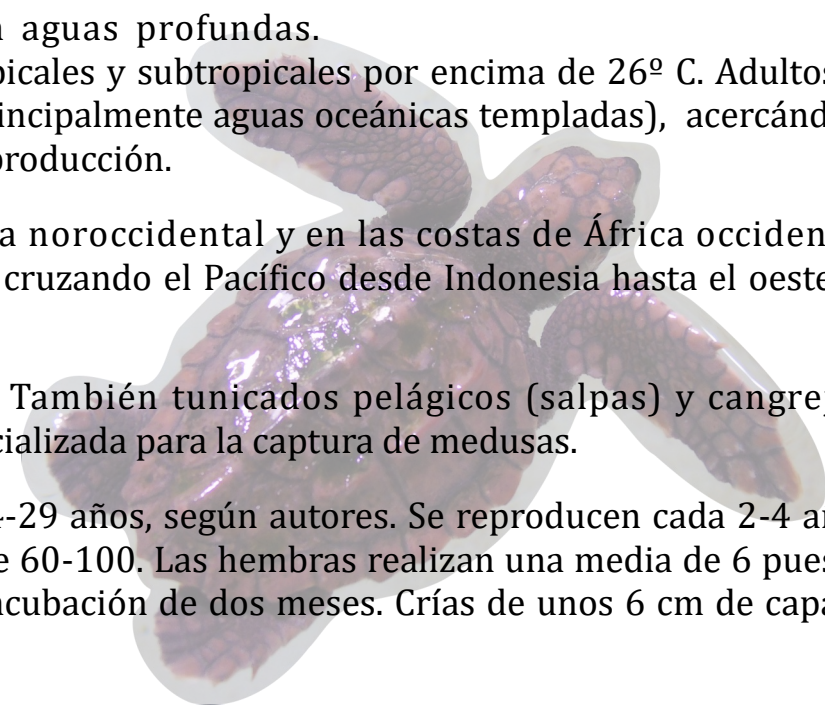 aguas profundas.
picales y subtropicales por encima de 26º C. Adultos
incipalmente aguas oceánicas templadas), acercánd
producción.
a noroccidental y en las costas de África occiden
cruzando el Pacífico desde Indonesia hasta el oeste
También tunicados pelágicos (salpas) y cangre
cializada para la captura de medusas.
4-29 años, según autores. Se reproducen cada 2-4 a
e 60-100. Las hembras realizan una media de 6 pues
ncubación de dos meses. Crías de unos 6 cm de capa